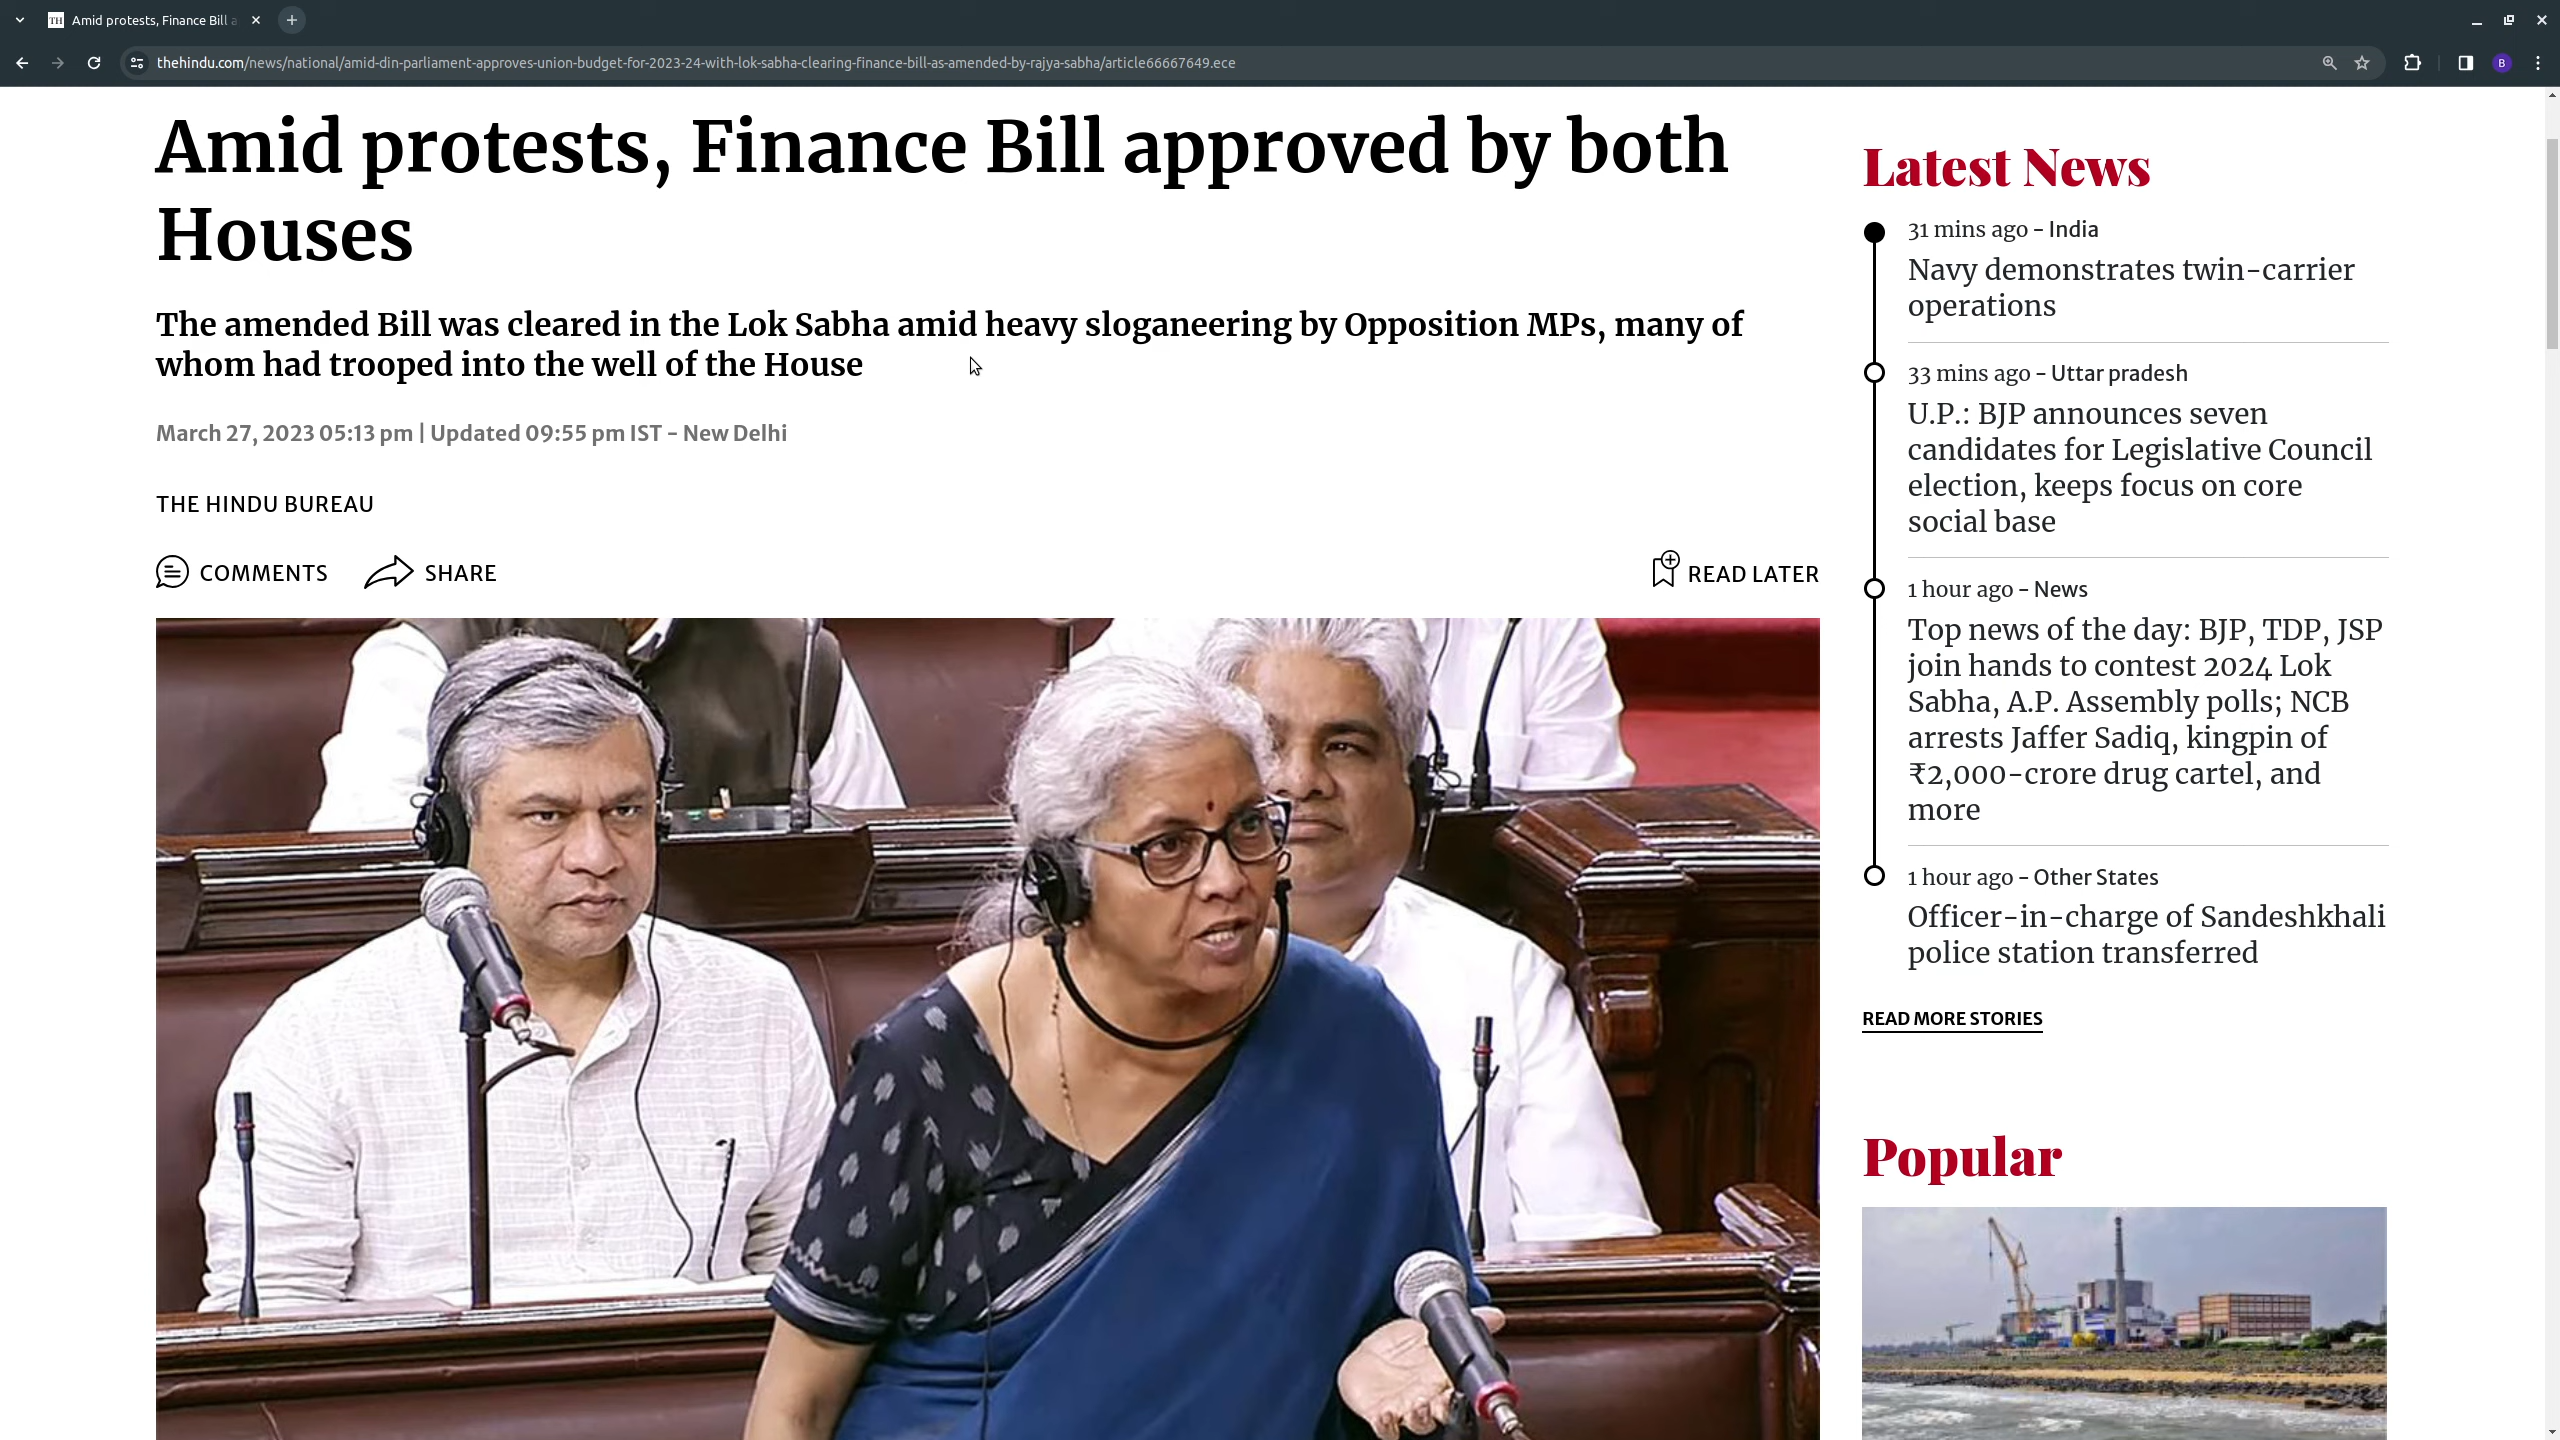 Amid protests, Finance Bill a
thehindu.com/news/national/amid-din-parliament-approves-union-budget-for-2023-24-with-lok-sabha-clearing-finance-bill-as-amended-by-rajya-sabha/article66667649.ece
B
Amid protests, Finance Bill approved by both
Houses
The amended Bill was cleared in the Lok Sabha amid heavy sloganeering by Opposition MPs, many of
whom had trooped into the well of the House
March 27, 2023 05:13 pm | Updated 09:55 pm IST - New Delhi
THE HINDU BUREAU
COMMENTS
SHARE
READ LATER
Latest News
31 mins ago - India
Navy demonstrates twin-carrier
operations
33 mins ago - Uttar pradesh
U.P.: BJP announces seven
candidates for Legislative Council
election, keeps focus on core
social base
1 hour ago - News
Top news of the day: BJP, TDP, JSP
join hands to contest 2024 Lok
Sabha, A.P. Assembly polls; NCB
arrests Jaffer Sadiq, kingpin of
₹2,000-crore drug cartel, and
more
1 hour ago - Other States
Officer-in-charge of Sandeshkhali
police station transferred
READ MORE STORIES
Popular